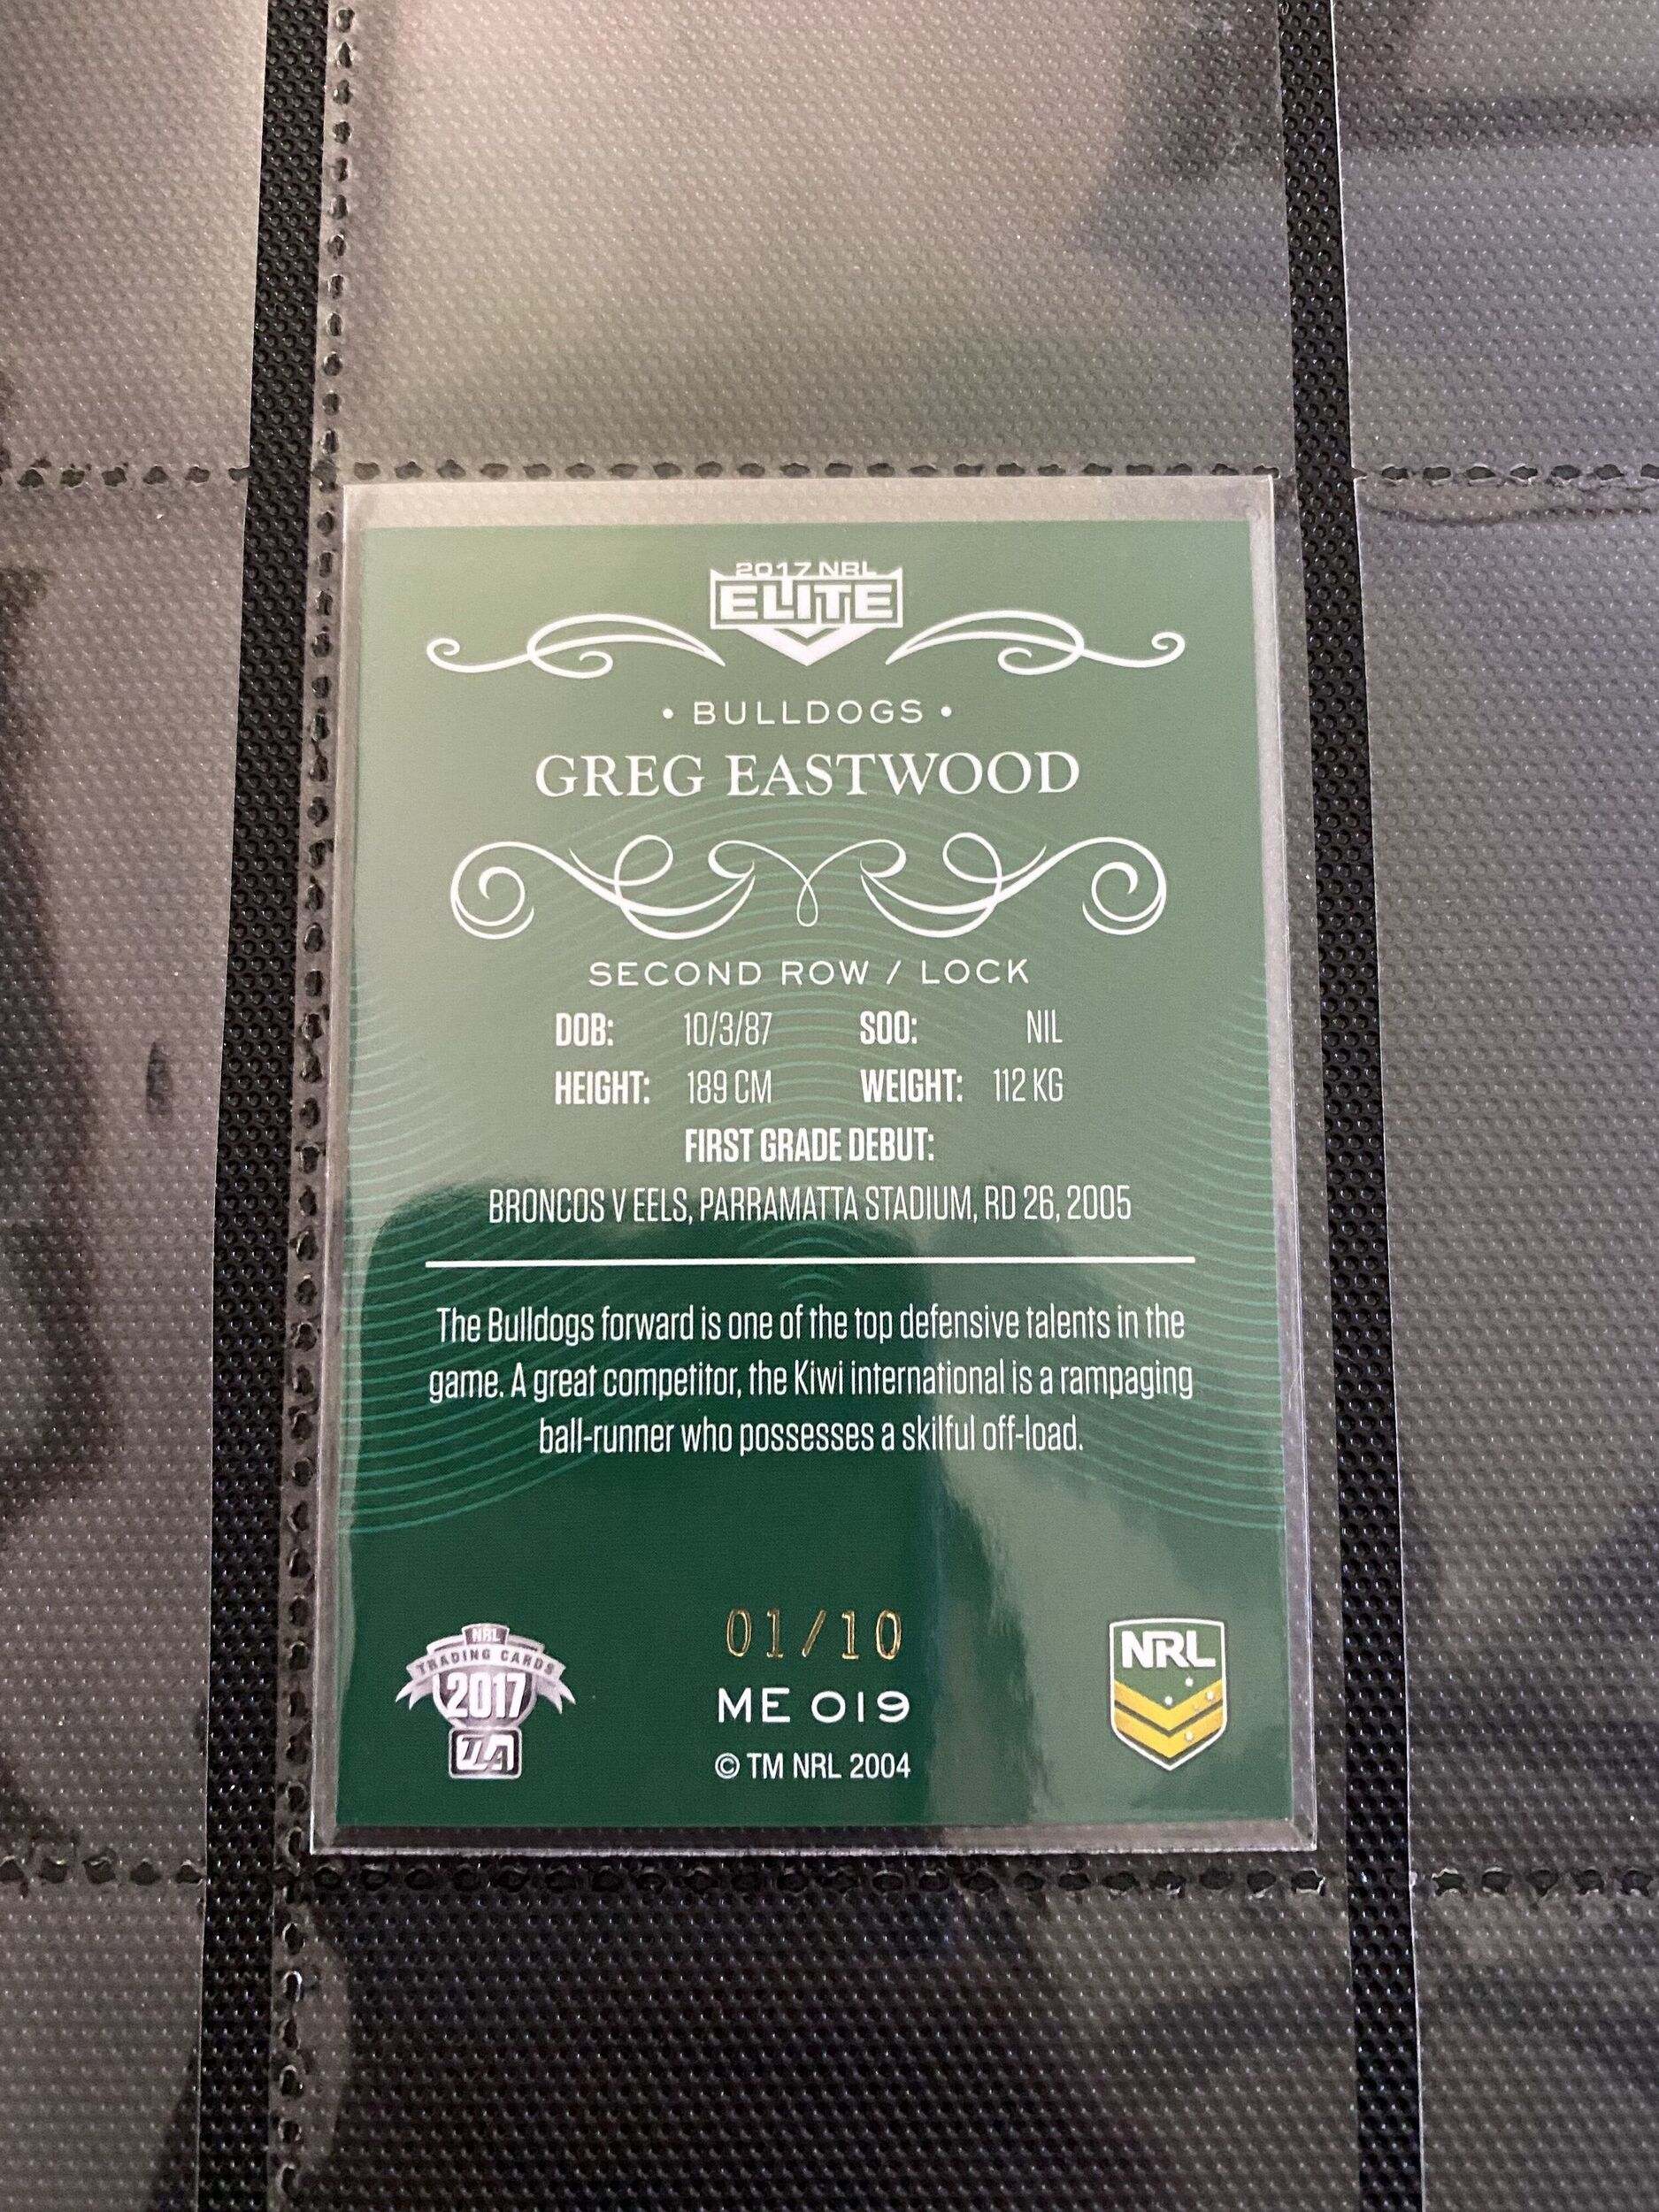 2017 NRL
ELITE
• BULLDOGS •
GREG EASTWOOD
SECOND ROW / LOCK
DOB: 10/3/87 SOO: NIL
HEIGHT: 189 CM WEIGHT: 112 KG
FIRST GRADE DEBUT:
BRONCOS V EELS, PARRAMATTA STADIUM, RD 26, 2005
The Bulldogs forward is one of the top defensive talents in the
game. A great competitor, the Kiwi international is a rampaging
ball-runner who possesses a skilful off-load.
01/10
ME 019
© TM NRL 2004
NRL
TRADING CARDS
2017
TLA
NRL